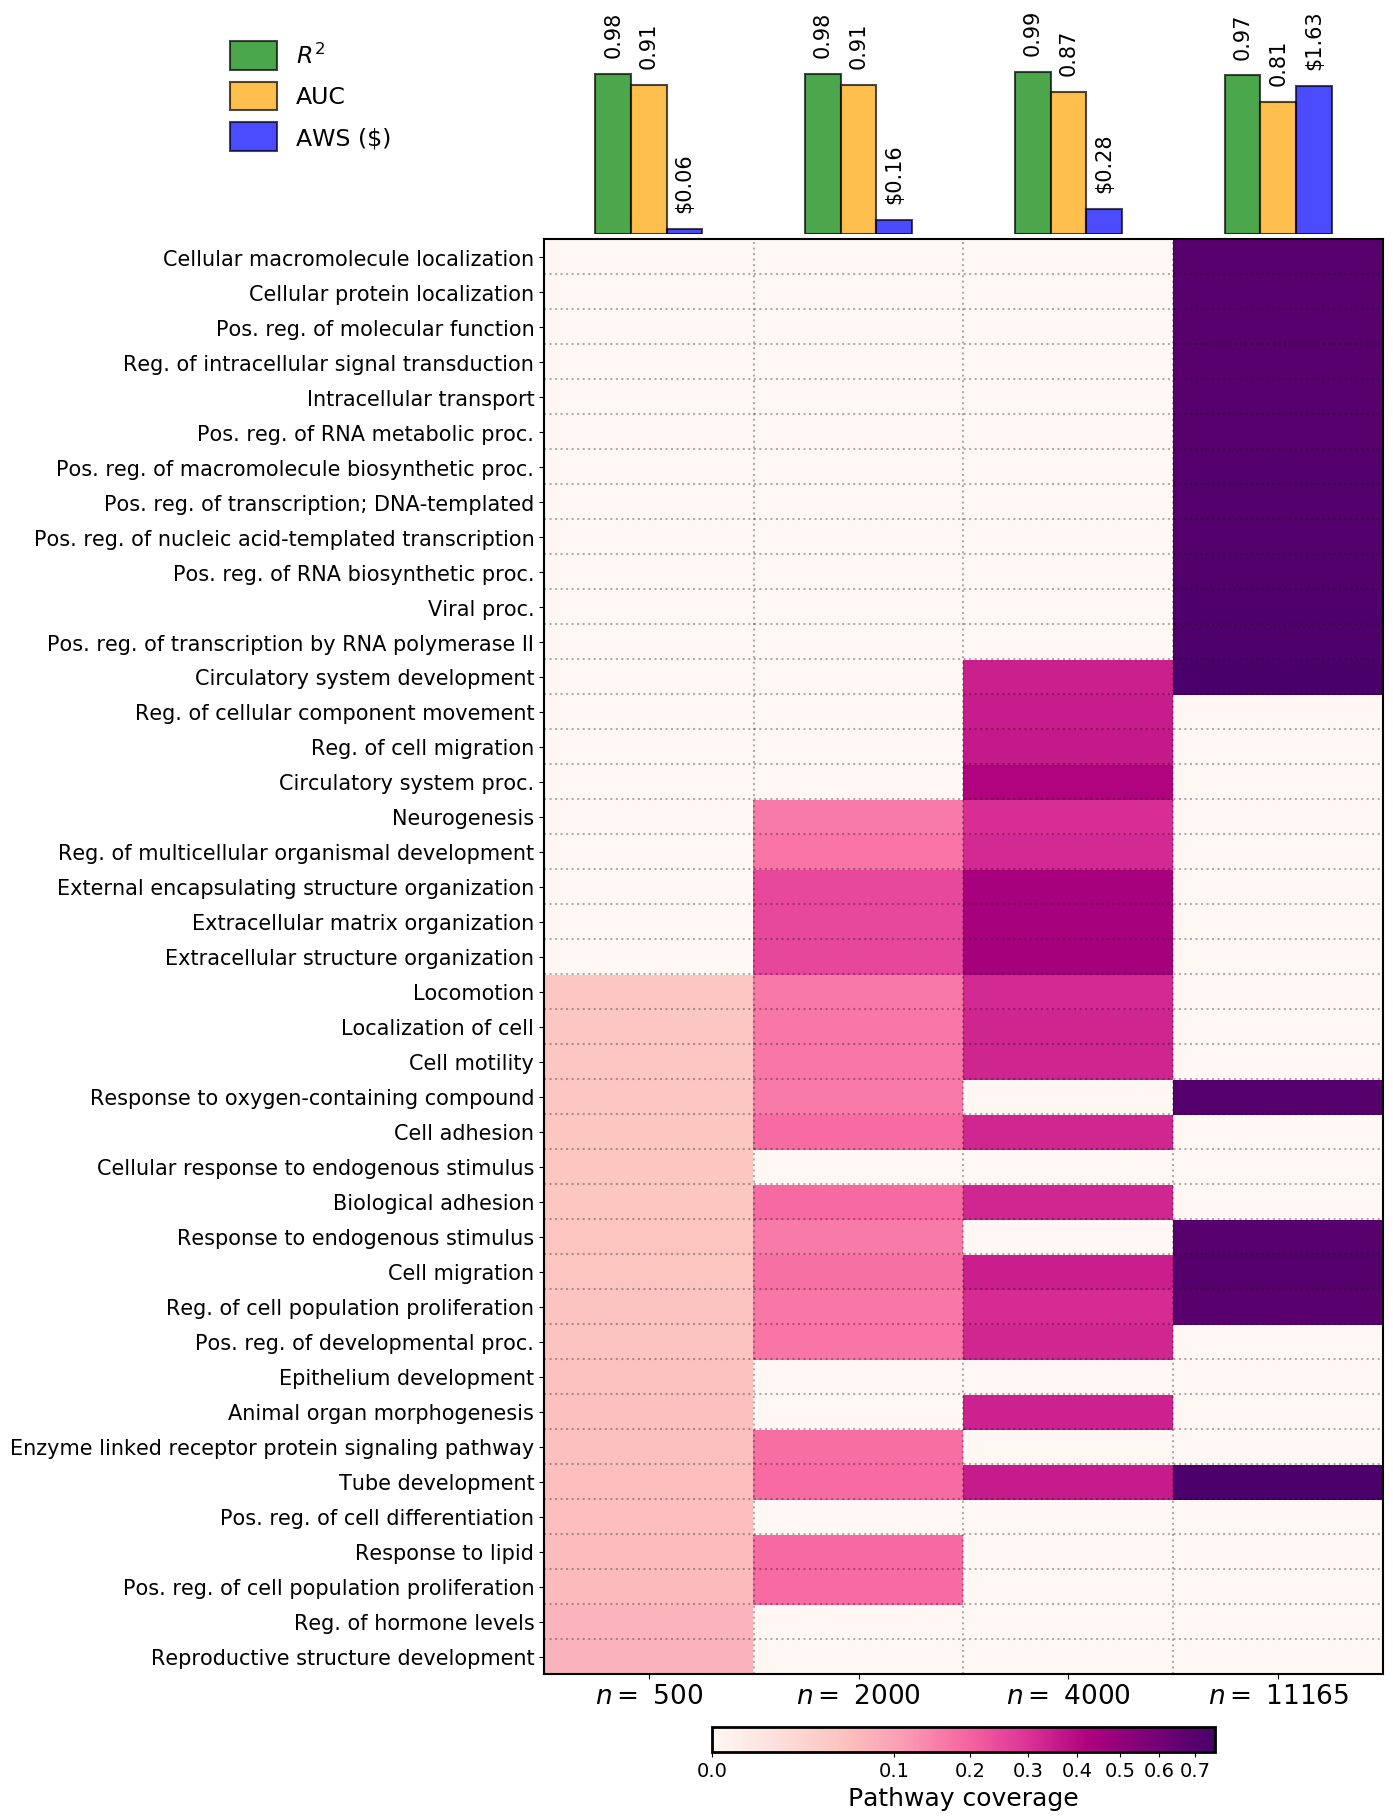 R²
AUC
AWS ($)
0.98
0.91
$0.06
0.98
0.91
$0.16
0.99
0.87
$0.28
0.97
0.81
$1.63
Cellular macromolecule localization
Cellular protein localization
Pos. reg. of molecular function
Reg. of intracellular signal transduction
Intracellular transport
Pos. reg. of RNA metabolic proc.
Pos. reg. of macromolecule biosynthetic proc.
Pos. reg. of transcription; DNA-templated
Pos. reg. of nucleic acid-templated transcription
Pos. reg. of RNA biosynthetic proc.
Viral proc.
Pos. reg. of transcription by RNA polymerase II
Circulatory system development
Reg. of cellular component movement
Reg. of cell migration
Circulatory system proc.
Neurogenesis
Reg. of multicellular organismal development
External encapsulating structure organization
Extracellular matrix organization
Extracellular structure organization
Locomotion
Localization of cell
Cell motility
Response to oxygen-containing compound
Cell adhesion
Cellular response to endogenous stimulus
Biological adhesion
Response to endogenous stimulus
Cell migration
Reg. of cell population proliferation
Pos. reg. of developmental proc.
Epithelium development
Animal organ morphogenesis
Enzyme linked receptor protein signaling pathway
Tube development
Pos. reg. of cell differentiation
Response to lipid
Pos. reg. of cell population proliferation
Reg. of hormone levels
Reproductive structure development
n = 500 n = 2000 n = 4000 n = 11165
0.0 0.1 0.2 0.3 0.4 0.5 0.6 0.7
Pathway coverage